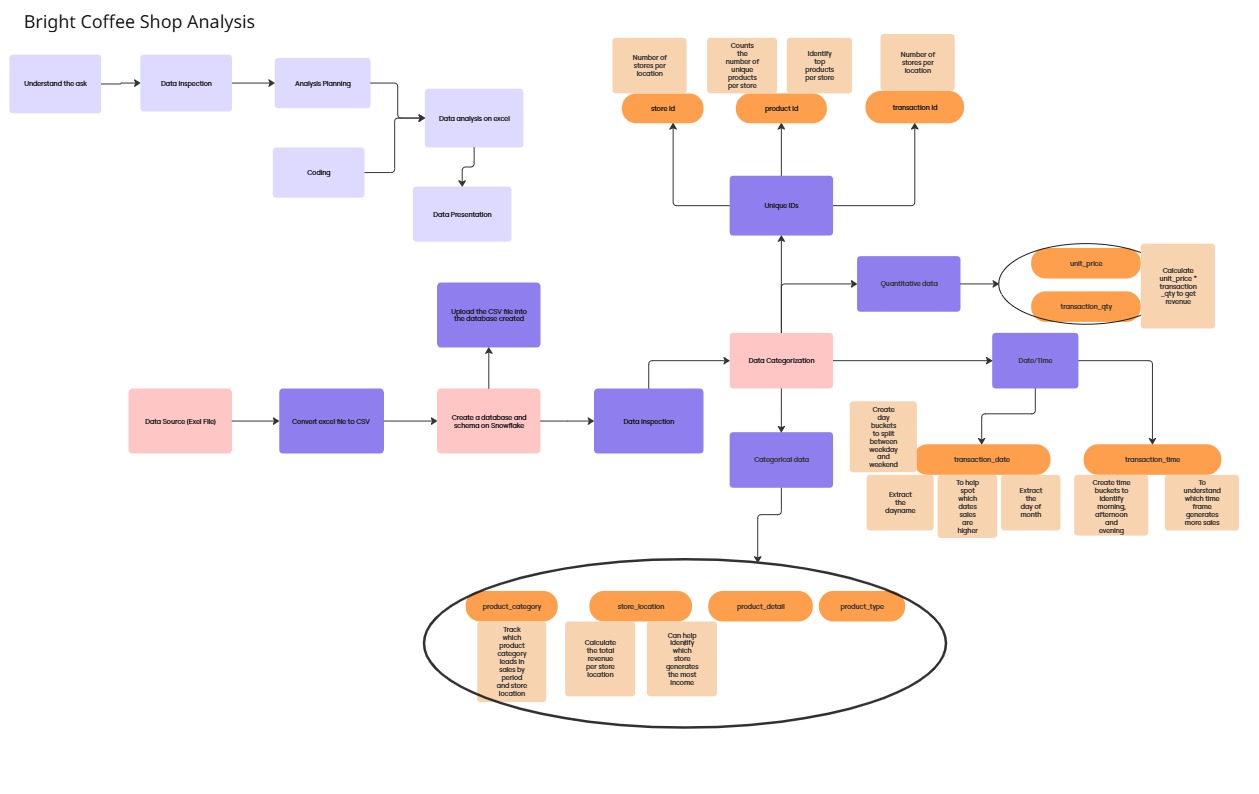 Bright Coffee Shop Analysis
Understand the ask
Data Inspection
Analysis Planning
Data analysis on excel
Coding
Data Presentation
Number of
stores per
location
Counts
the
number of
unique
products
per store
Identify
top
products
per store
Number of
stores per
location
store id
product id
transaction id
Unique IDs
Quantitative data
unit_price
transaction_qty
Calculate
unit_price *
transaction
_qty to get
revenue
Upload the CSV file into
the database created
Data Source (Exel File)
Convert excel file to CSV
Create a database and
schema on Snowflake
Data Inspection
Data Categorization
Date/Time
Categorical data
Create
day
buckets
to split
between
weekday
and
weekend
transaction_date
transaction_time
Extract
the
dayname
To help
spot
which
dates
sales
are
higher
Extract
the
day of
month
Create time
buckets to
identify
morning,
afternoon
and
evening
To
understand
which time
frame
generates
more sales
product_category
store_location
product_detail
product_type
Track
which
product
category
leads in
sales by
period
and store
location
Calculate
the total
revenue
per store
location
Can help
identify
which
store
generates
the most
income